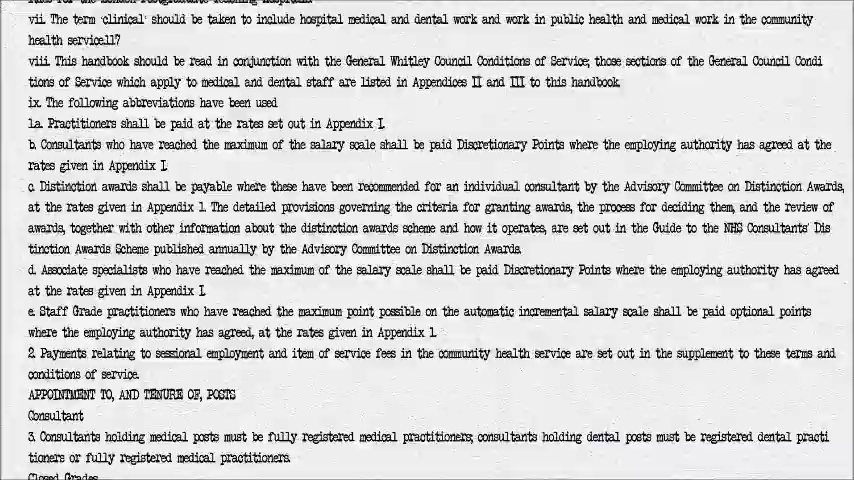 vii. The term 'clinical' should be taken to include hospital medical and dental work and work in public health and medical work in the community
health service.117
viii. This handbook should be read in conjunction with the General Whitley Council Conditions of Service; those sections of the General Council Condi
tions of Service which apply to medical and dental staff are listed in Appendices II and III to this handbook.
ix. The following abbreviations have been used
1.a. Practitioners shall be paid at the rates set out in Appendix I.
b. Consultants who have reached the maximum of the salary scale shall be paid Discretionary Points where the employing authority has agreed at the
rates given in Appendix I.
c. Distinction awards shall be payable where these have been recommended for an individual consultant by the Advisory Committee on Distinction Awards,
at the rates given in Appendix 1. The detailed provisions governing the criteria for granting awards, the process for deciding them, and the review of
awards, together with other information about the distinction awards scheme and how it operates, are set out in the Guide to the NHS Consultants' Dis
tinction Awards Scheme published annually by the Advisory Committee on Distinction Awards.
d. Associate specialists who have reached the maximum of the salary scale shall be paid Discretionary Points where the employing authority has agreed
at the rates given in Appendix I.
e. Staff Grade practitioners who have reached the maximum point possible on the automatic incremental salary scale shall be paid optional points
where the employing authority has agreed, at the rates given in Appendix 1.
2. Payments relating to sessional employment and item of service fees in the community health service are set out in the supplement to these terms and
conditions of service.
APPOINTMENT TO, AND TENURE OF, POSTS
Consultant
3. Consultants holding medical posts must be fully registered medical practitioners; consultants holding dental posts must be registered dental practi
tioners or fully registered medical practitioners.
Closed Grades